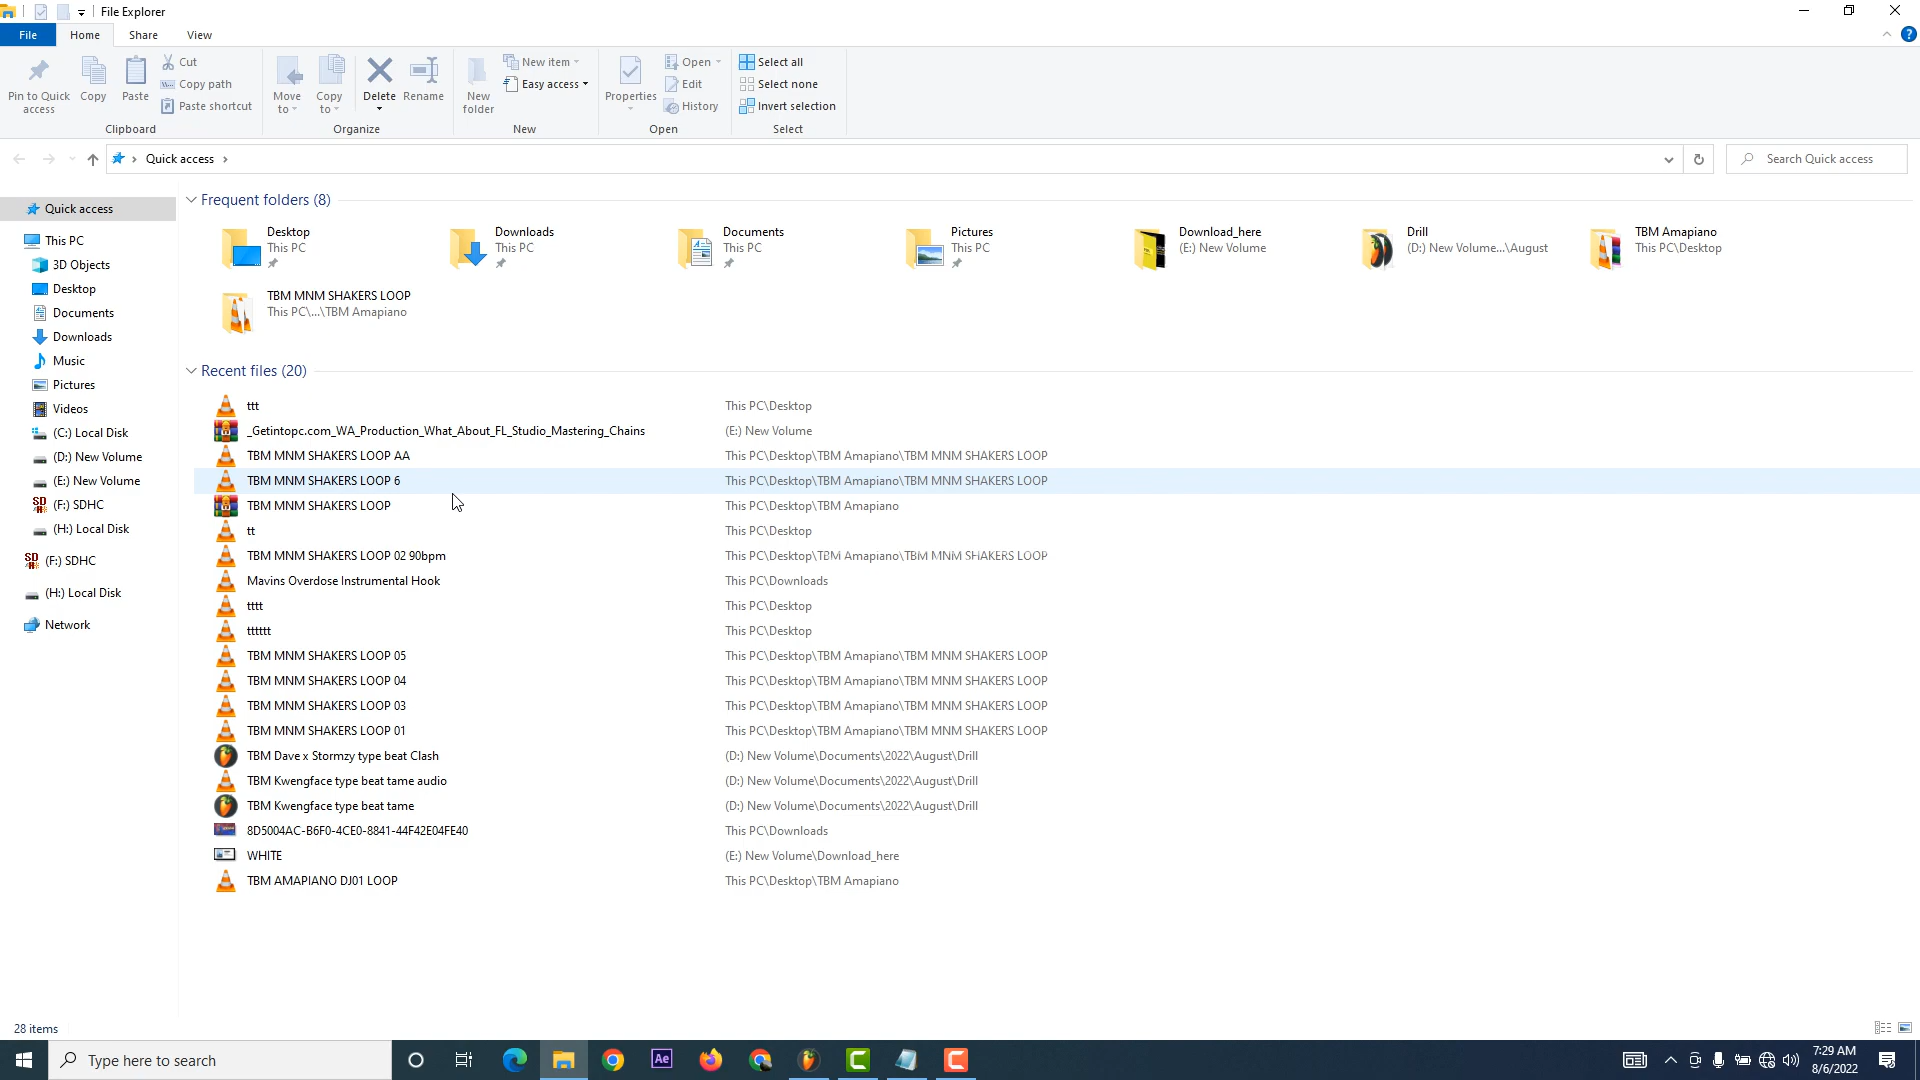 File Explorer
File Home Share View
Pin to Quick access
Copy
Paste
Cut
Copy path
Paste shortcut
Clipboard
Move to
Copy to
Delete
Rename
Organize
New folder
New item
Easy access
New
Properties
Open
Edit
History
Open
Select all
Select none
Invert selection
Select
Quick access
Search Quick access
Quick access
This PC
3D Objects
Desktop
Documents
Downloads
Music
Pictures
Videos
(C:) Local Disk
(D:) New Volume
(E:) New Volume
(F:) SDHC
(H:) Local Disk
(F:) SDHC
(H:) Local Disk
Network
Frequent folders (8)
Desktop
This PC
Downloads
This PC
Documents
This PC
Pictures
This PC
Download_here
(E:) New Volume
Drill
(D:) New Volume...\August
TBM Amapiano
This PC\Desktop
TBM MNM SHAKERS LOOP
This PC\...\TBM Amapiano
Recent files (20)
ttt This PC\Desktop
_Getintopc.com_WA_Production_What_About_FL_Studio_Mastering_Chains (E:) New Volume
TBM MNM SHAKERS LOOP AA This PC\Desktop\TBM Amapiano\TBM MNM SHAKERS LOOP
TBM MNM SHAKERS LOOP 6 This PC\Desktop\TBM Amapiano\TBM MNM SHAKERS LOOP
TBM MNM SHAKERS LOOP This PC\Desktop\TBM Amapiano
tt This PC\Desktop
TBM MNM SHAKERS LOOP 02 90bpm This PC\Desktop\TBM Amapiano\TBM MNM SHAKERS LOOP
Mavins Overdose Instrumental Hook This PC\Downloads
tttt This PC\Desktop
tttttt This PC\Desktop
TBM MNM SHAKERS LOOP 05 This PC\Desktop\TBM Amapiano\TBM MNM SHAKERS LOOP
TBM MNM SHAKERS LOOP 04 This PC\Desktop\TBM Amapiano\TBM MNM SHAKERS LOOP
TBM MNM SHAKERS LOOP 03 This PC\Desktop\TBM Amapiano\TBM MNM SHAKERS LOOP
TBM MNM SHAKERS LOOP 01 This PC\Desktop\TBM Amapiano\TBM MNM SHAKERS LOOP
TBM Dave x Stormzy type beat Clash (D:) New Volume\Documents\2022\August\Drill
TBM Kwengface type beat tame audio (D:) New Volume\Documents\2022\August\Drill
TBM Kwengface type beat tame (D:) New Volume\Documents\2022\August\Drill
8D5004AC-B6F0-4CE0-8841-44F42E04FE40 This PC\Downloads
WHITE (E:) New Volume\Download_here
TBM AMAPIANO DJ01 LOOP This PC\Desktop\TBM Amapiano
28 items
Type here to search
Ae
7:29 AM
8/6/2022